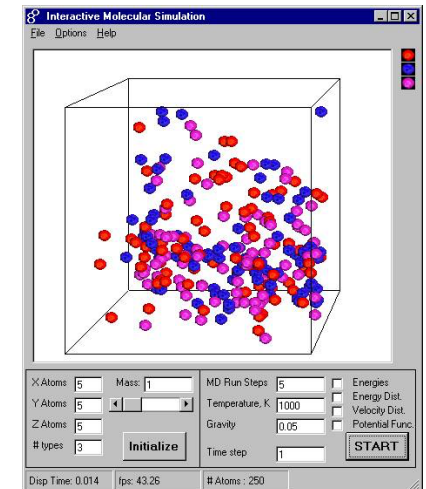 Interactive Molecular Simulation
File Options Help
X Atoms 5 Mass: 1
Y Atoms 5
Z Atoms 5
# types 3
Initialize
MD Run Steps 5
Temperature, K 1000
Gravity 0.05
Time step 1
Energies
Energy Dist.
Velocity Dist.
Potential Func.
START
Disp Time: 0.014 fps: 43.26 # Atoms : 250